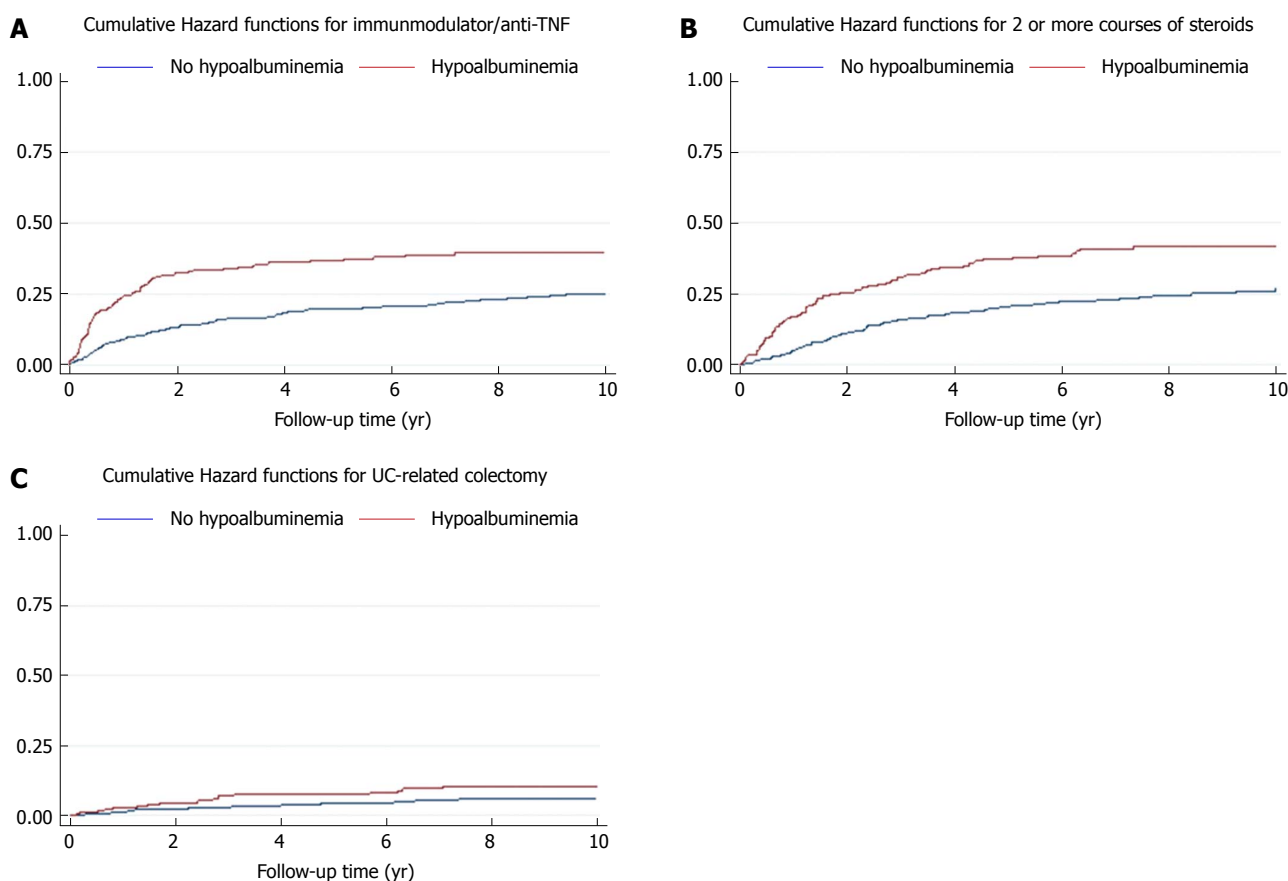 A Cumulative Hazard functions for immunmodulator/anti-TNF
No hypoalbuminemia Hypoalbuminemia
1.00
0.75
0.50
0.25
0.00
0 2 4 6 8 10
Follow-up time (yr)
B Cumulative Hazard functions for 2 or more courses of steroids
No hypoalbuminemia Hypoalbuminemia
1.00
0.75
0.50
0.25
0.00
0 2 4 6 8 10
Follow-up time (yr)
C Cumulative Hazard functions for UC-related colectomy
No hypoalbuminemia Hypoalbuminemia
1.00
0.75
0.50
0.25
0.00
0 2 4 6 8 10
Follow-up time (yr)